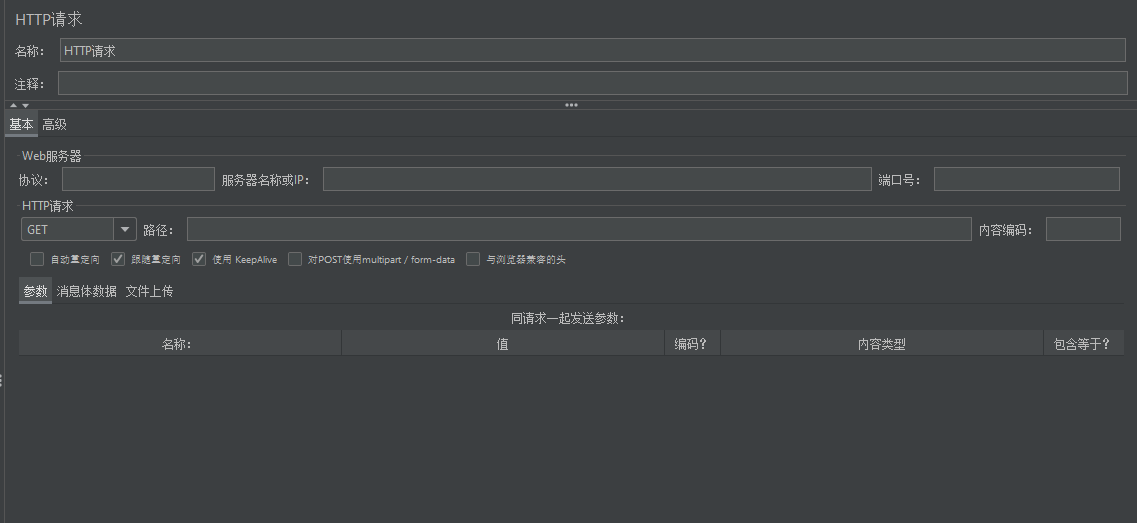 HTTP请求
名称： HTTP请求
注释：
基本 高级
Web服务器
协议： 服务器名称或IP： 端口号：
HTTP请求
GET 路径： 内容编码：
自动重定向 跟随重定向 使用 KeepAlive 对POST使用multipart / form-data 与浏览器兼容的头
参数 消息体数据 文件上传
同请求一起发送参数：
名称： 值 编码? 内容类型 包含等于?